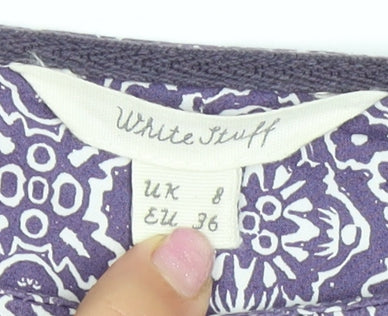 White Stuff
UK 8
EU 36